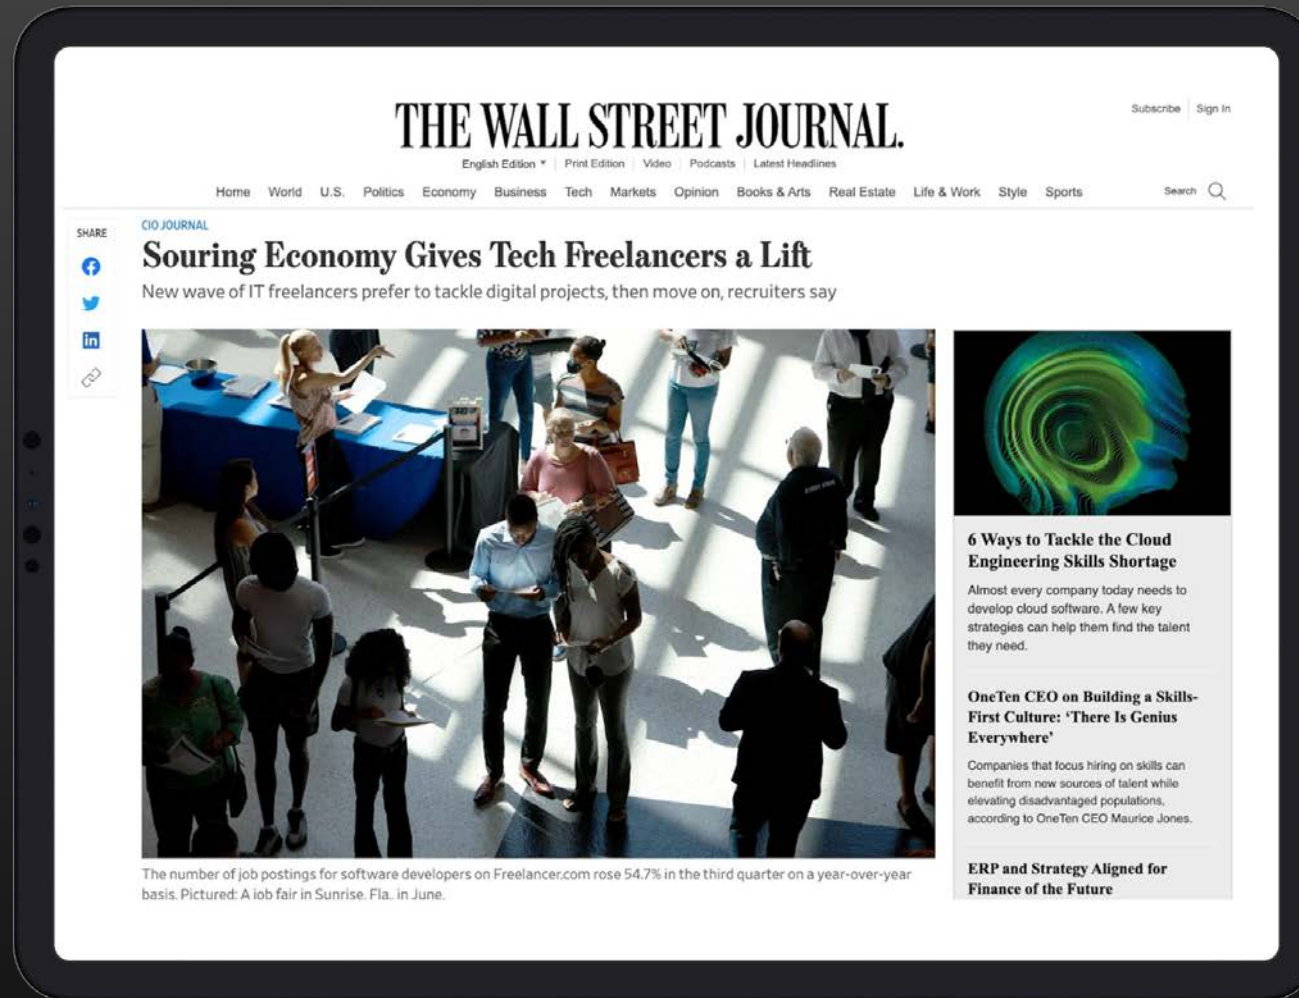 THE WALL STREET JOURNAL.
Subscribe Sign In
English Edition Print Edition Video Podcasts Latest Headlines
Home World U.S. Politics Economy Business Tech Markets Opinion Books & Arts Real Estate Life & Work Style Sports Search
SHARE
CIO JOURNAL
Souring Economy Gives Tech Freelancers a Lift
New wave of IT freelancers prefer to tackle digital projects, then move on, recruiters say
The number of job postings for software developers on Freelancer.com rose 54.7% in the third quarter on a year-over-year
basis. Pictured: A job fair in Sunrise, Fla., in June.
6 Ways to Tackle the Cloud
Engineering Skills Shortage
Almost every company today needs to
develop cloud software. A few key
strategies can help them find the talent
they need.
OneTen CEO on Building a Skills-
First Culture: ‘There Is Genius
Everywhere’
Companies that focus hiring on skills can
benefit from new sources of talent while
elevating disadvantaged populations,
according to OneTen CEO Maurice Jones.
ERP and Strategy Aligned for
Finance of the Future